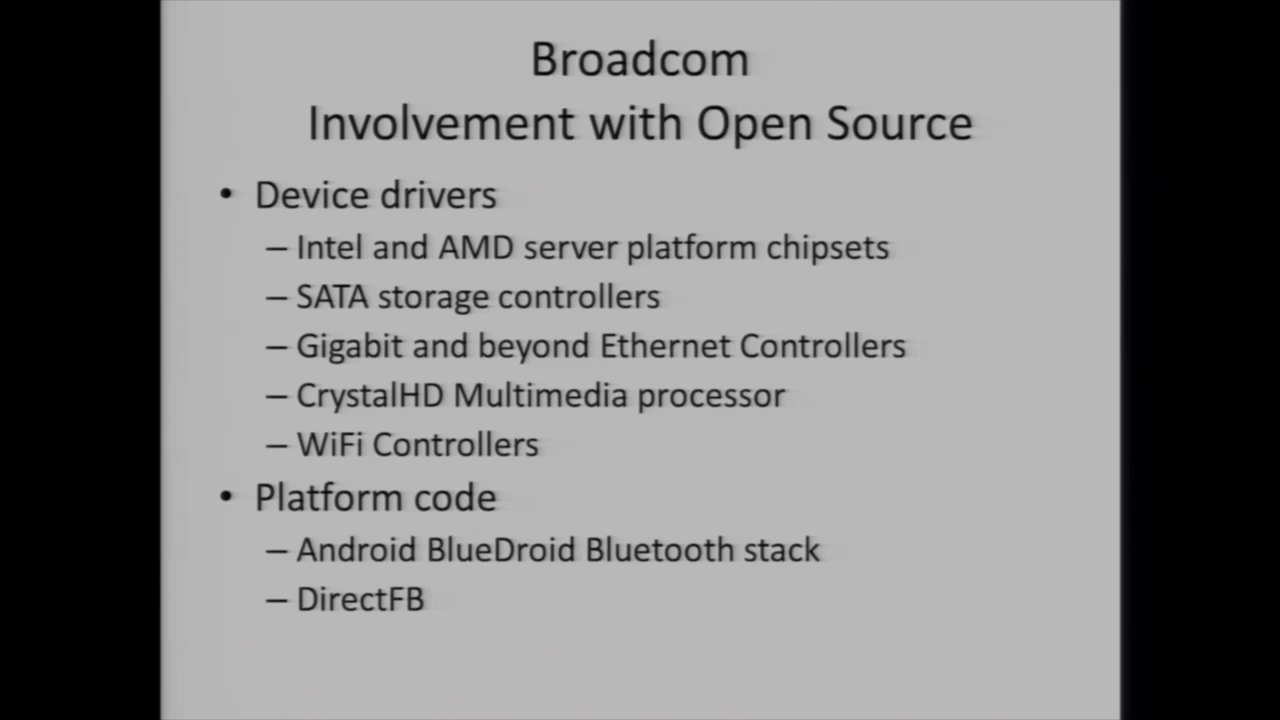 Broadcom
Involvement with Open Source
• Device drivers
– Intel and AMD server platform chipsets
– SATA storage controllers
– Gigabit and beyond Ethernet Controllers
– CrystalHD Multimedia processor
– WiFi Controllers
• Platform code
– Android BlueDroid Bluetooth stack
– DirectFB